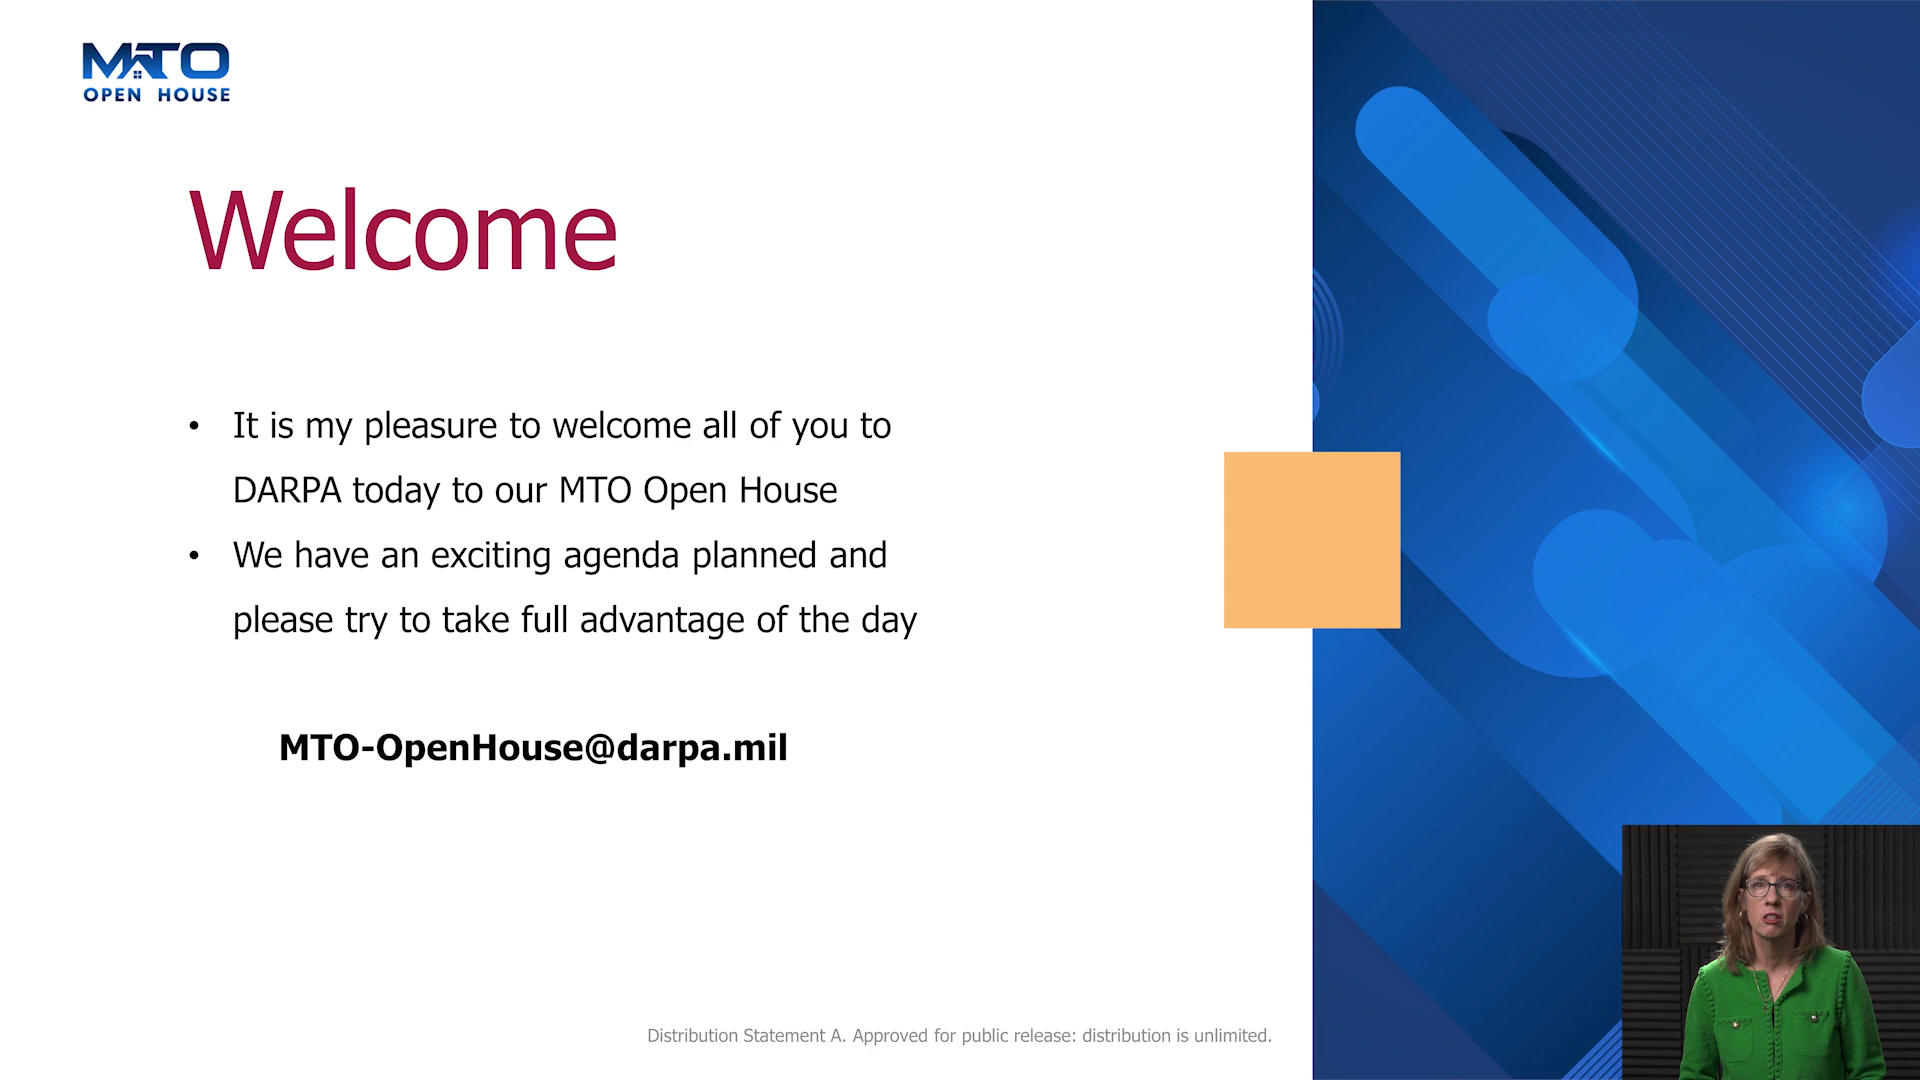 MTO
OPEN HOUSE
Welcome
• It is my pleasure to welcome all of you to
DARPA today to our MTO Open House
• We have an exciting agenda planned and
please try to take full advantage of the day
MTO-OpenHouse@darpa.mil
Distribution Statement A. Approved for public release: distribution is unlimited.